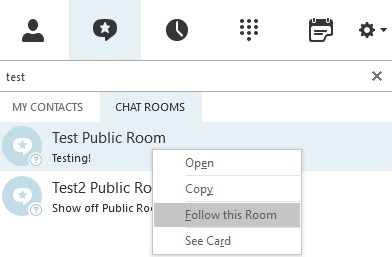 test
MY CONTACTS
CHAT ROOMS
Test Public Room
Testing!
Test2 Public Ro
Show off Public Roo
Open
Copy
Follow this Room
See Card